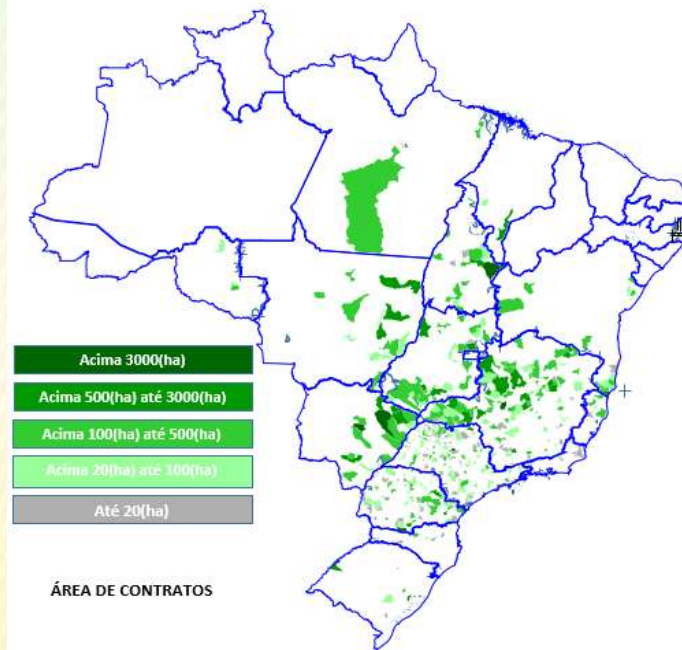 Acima 3000(ha)
Acima 500(ha) até 3000(ha)
Acima 100(ha) até 500(ha)
Acima 20(ha) até 100(ha)
Até 20(ha)
ÁREA DE CONTRATOS